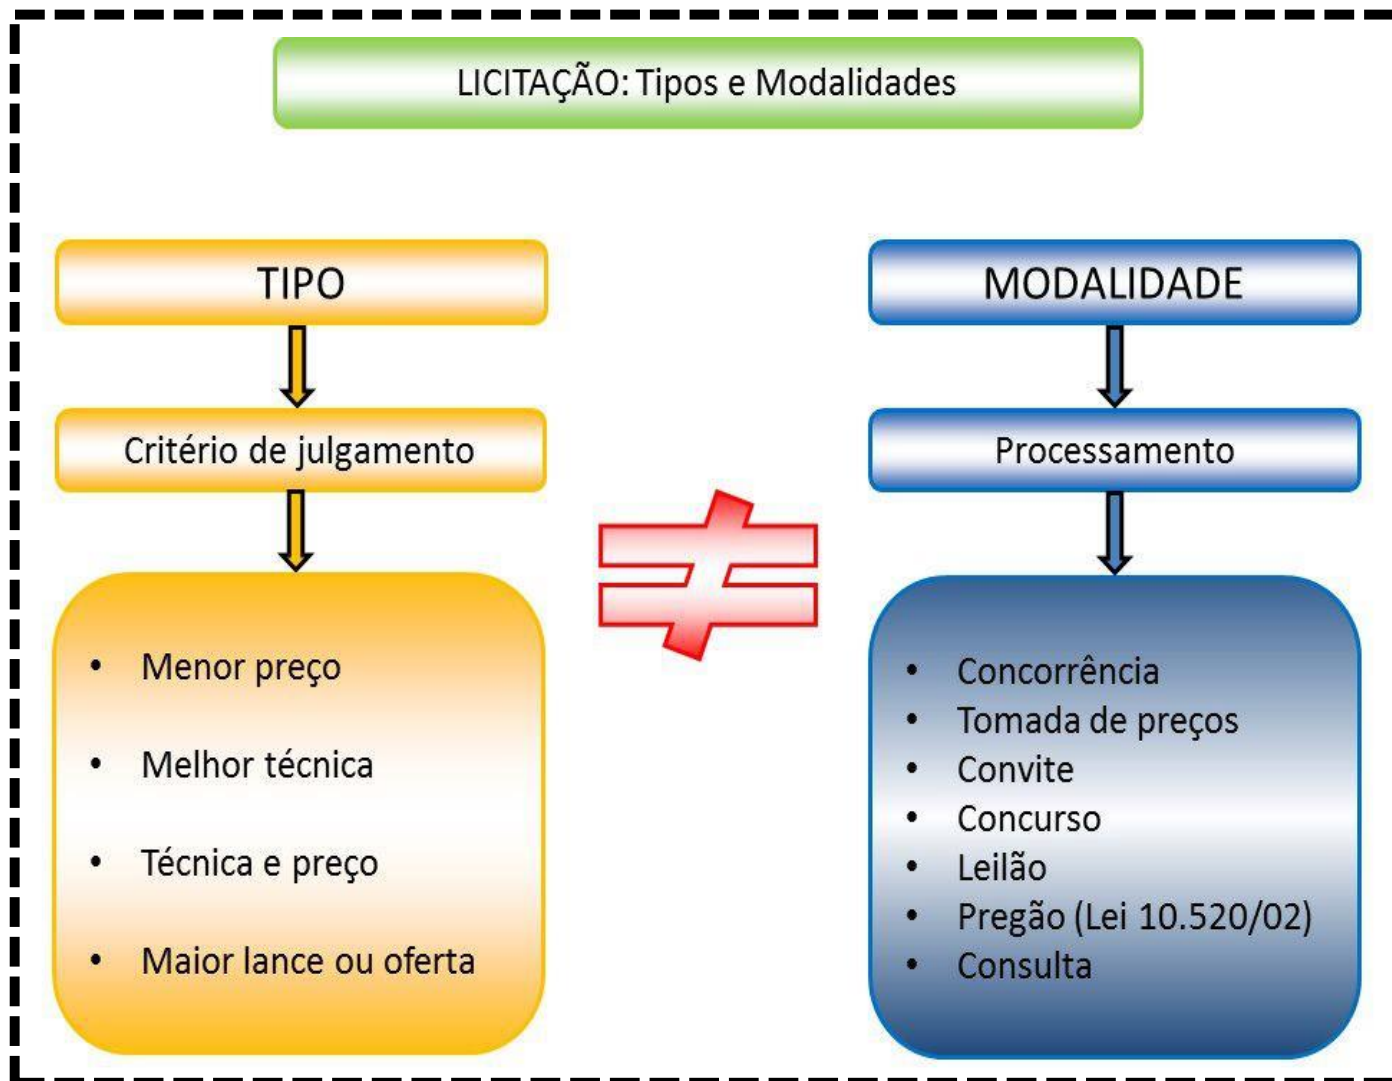 LICITAÇÃO: Tipos e Modalidades
TIPO
Critério de julgamento
• Menor preço
• Melhor técnica
• Técnica e preço
• Maior lance ou oferta
≠
MODALIDADE
Processamento
• Concorrência
• Tomada de preços
• Convite
• Concurso
• Leilão
• Pregão (Lei 10.520/02)
• Consulta